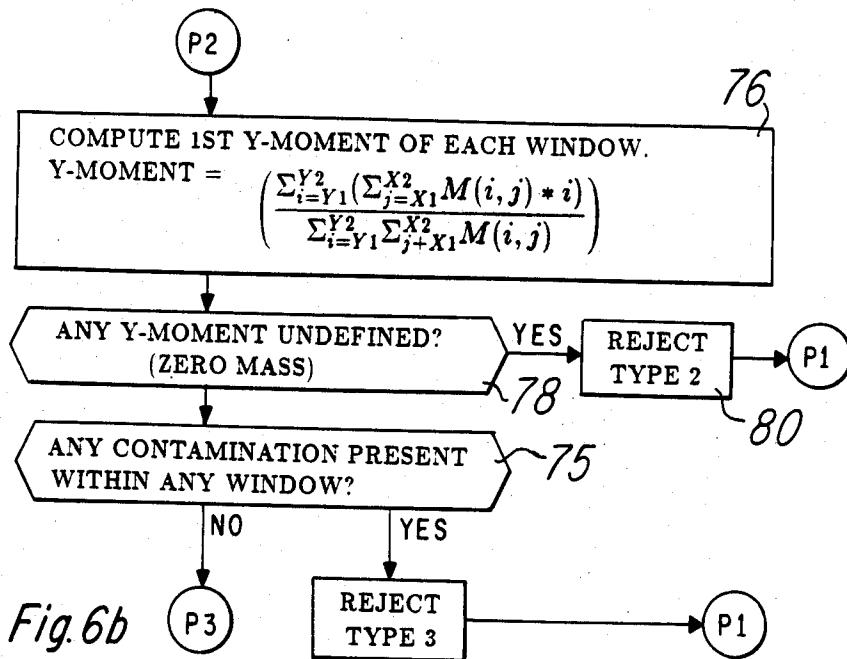 P2
76
COMPUTE 1ST Y-MOMENT OF EACH WINDOW.
Y-MOMENT = ( Σ_{i=Y1}^{Y2} (Σ_{j=X1}^{X2} M(i, j) * i) / Σ_{i=Y1}^{Y2} Σ_{j+X1}^{X2} M(i, j) )
ANY Y-MOMENT UNDEFINED?
(ZERO MASS)
YES
78
REJECT
TYPE 2
80
P1
ANY CONTAMINATION PRESENT
WITHIN ANY WINDOW?
75
NO
YES
P3
REJECT
TYPE 3
P1
Fig. 6b